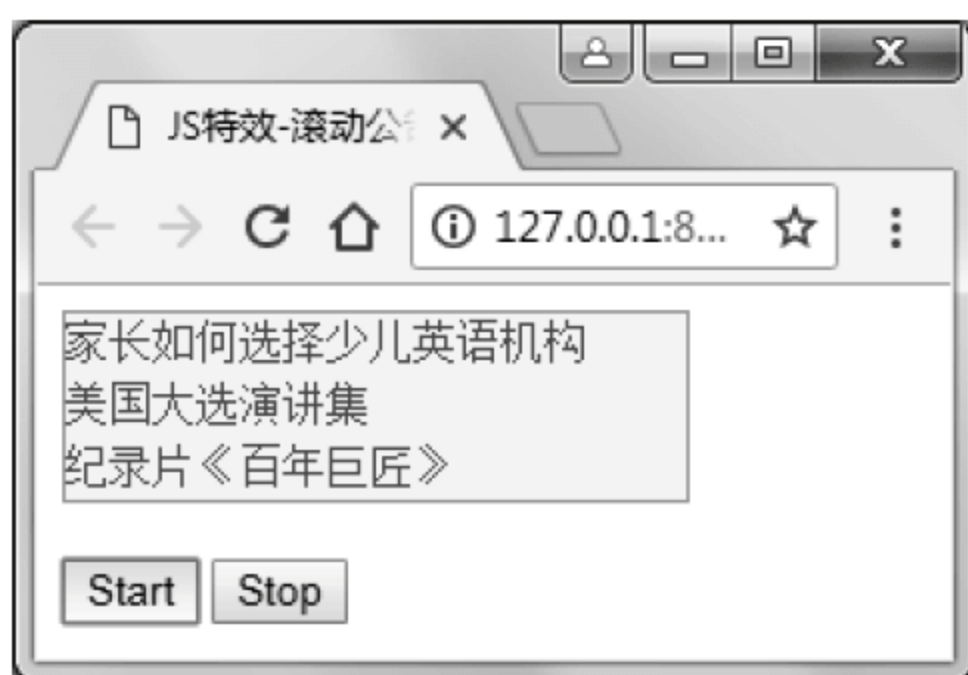 JS特效-滚动公
127.0.0.1:8...
家长如何选择少儿英语机构
美国大选演讲集
纪录片《百年巨匠》
Start Stop